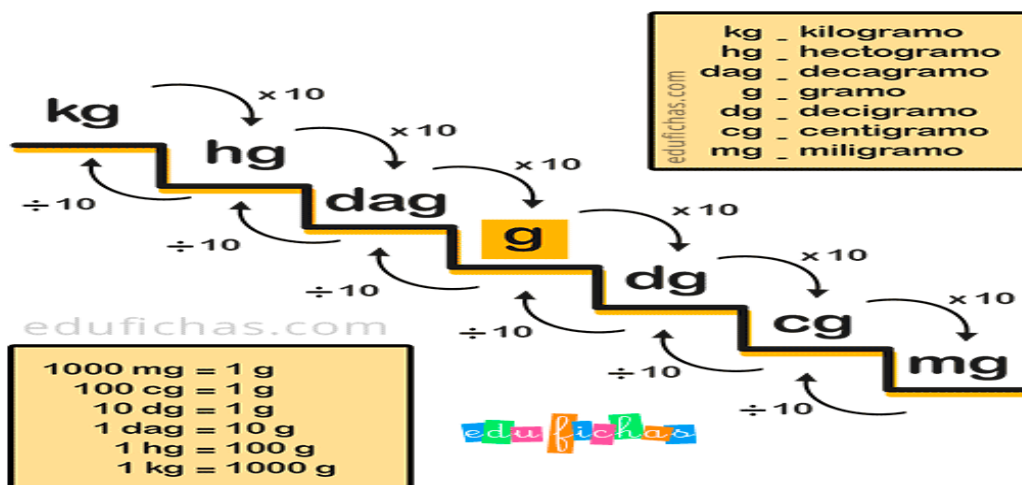 kg _ kilogramo
hg _ hectogramo
dag _ decagramo
g _ gramo
dg _ decigramo
cg _ centigramo
mg _ miligramo
edufichas.com
kg
x 10
hg
x 10
dag
x 10
g
x 10
dg
x 10
cg
x 10
mg
÷ 10
÷ 10
÷ 10
÷ 10
÷ 10
÷ 10
edufichas.com
1000 mg = 1 g
100 cg = 1 g
10 dg = 1 g
1 dag = 10 g
1 hg = 100 g
1 kg = 1000 g
edufichas